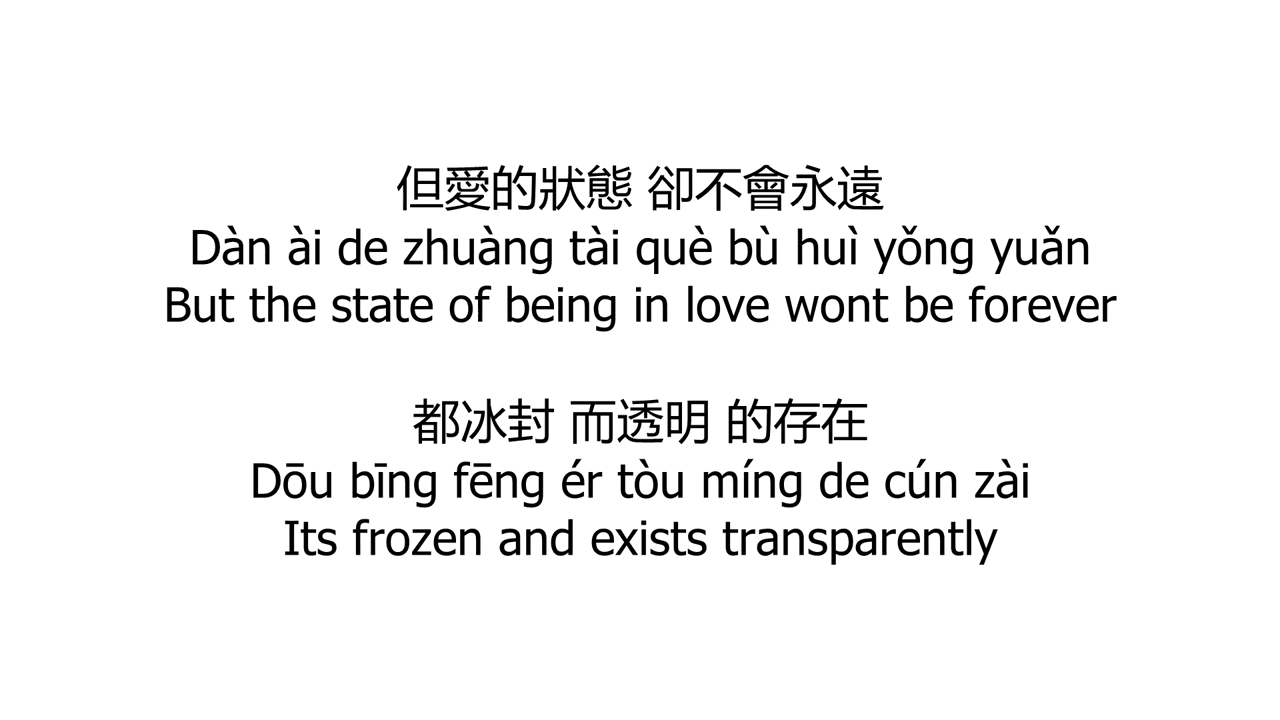 但愛的狀態 卻不會永遠
Dàn ài de zhuàng tài què bù huì yǒng yuǎn
But the state of being in love wont be forever
都冰封 而透明 的存在
Dōu bīng fēng ér tòu míng de cún zài
Its frozen and exists transparently